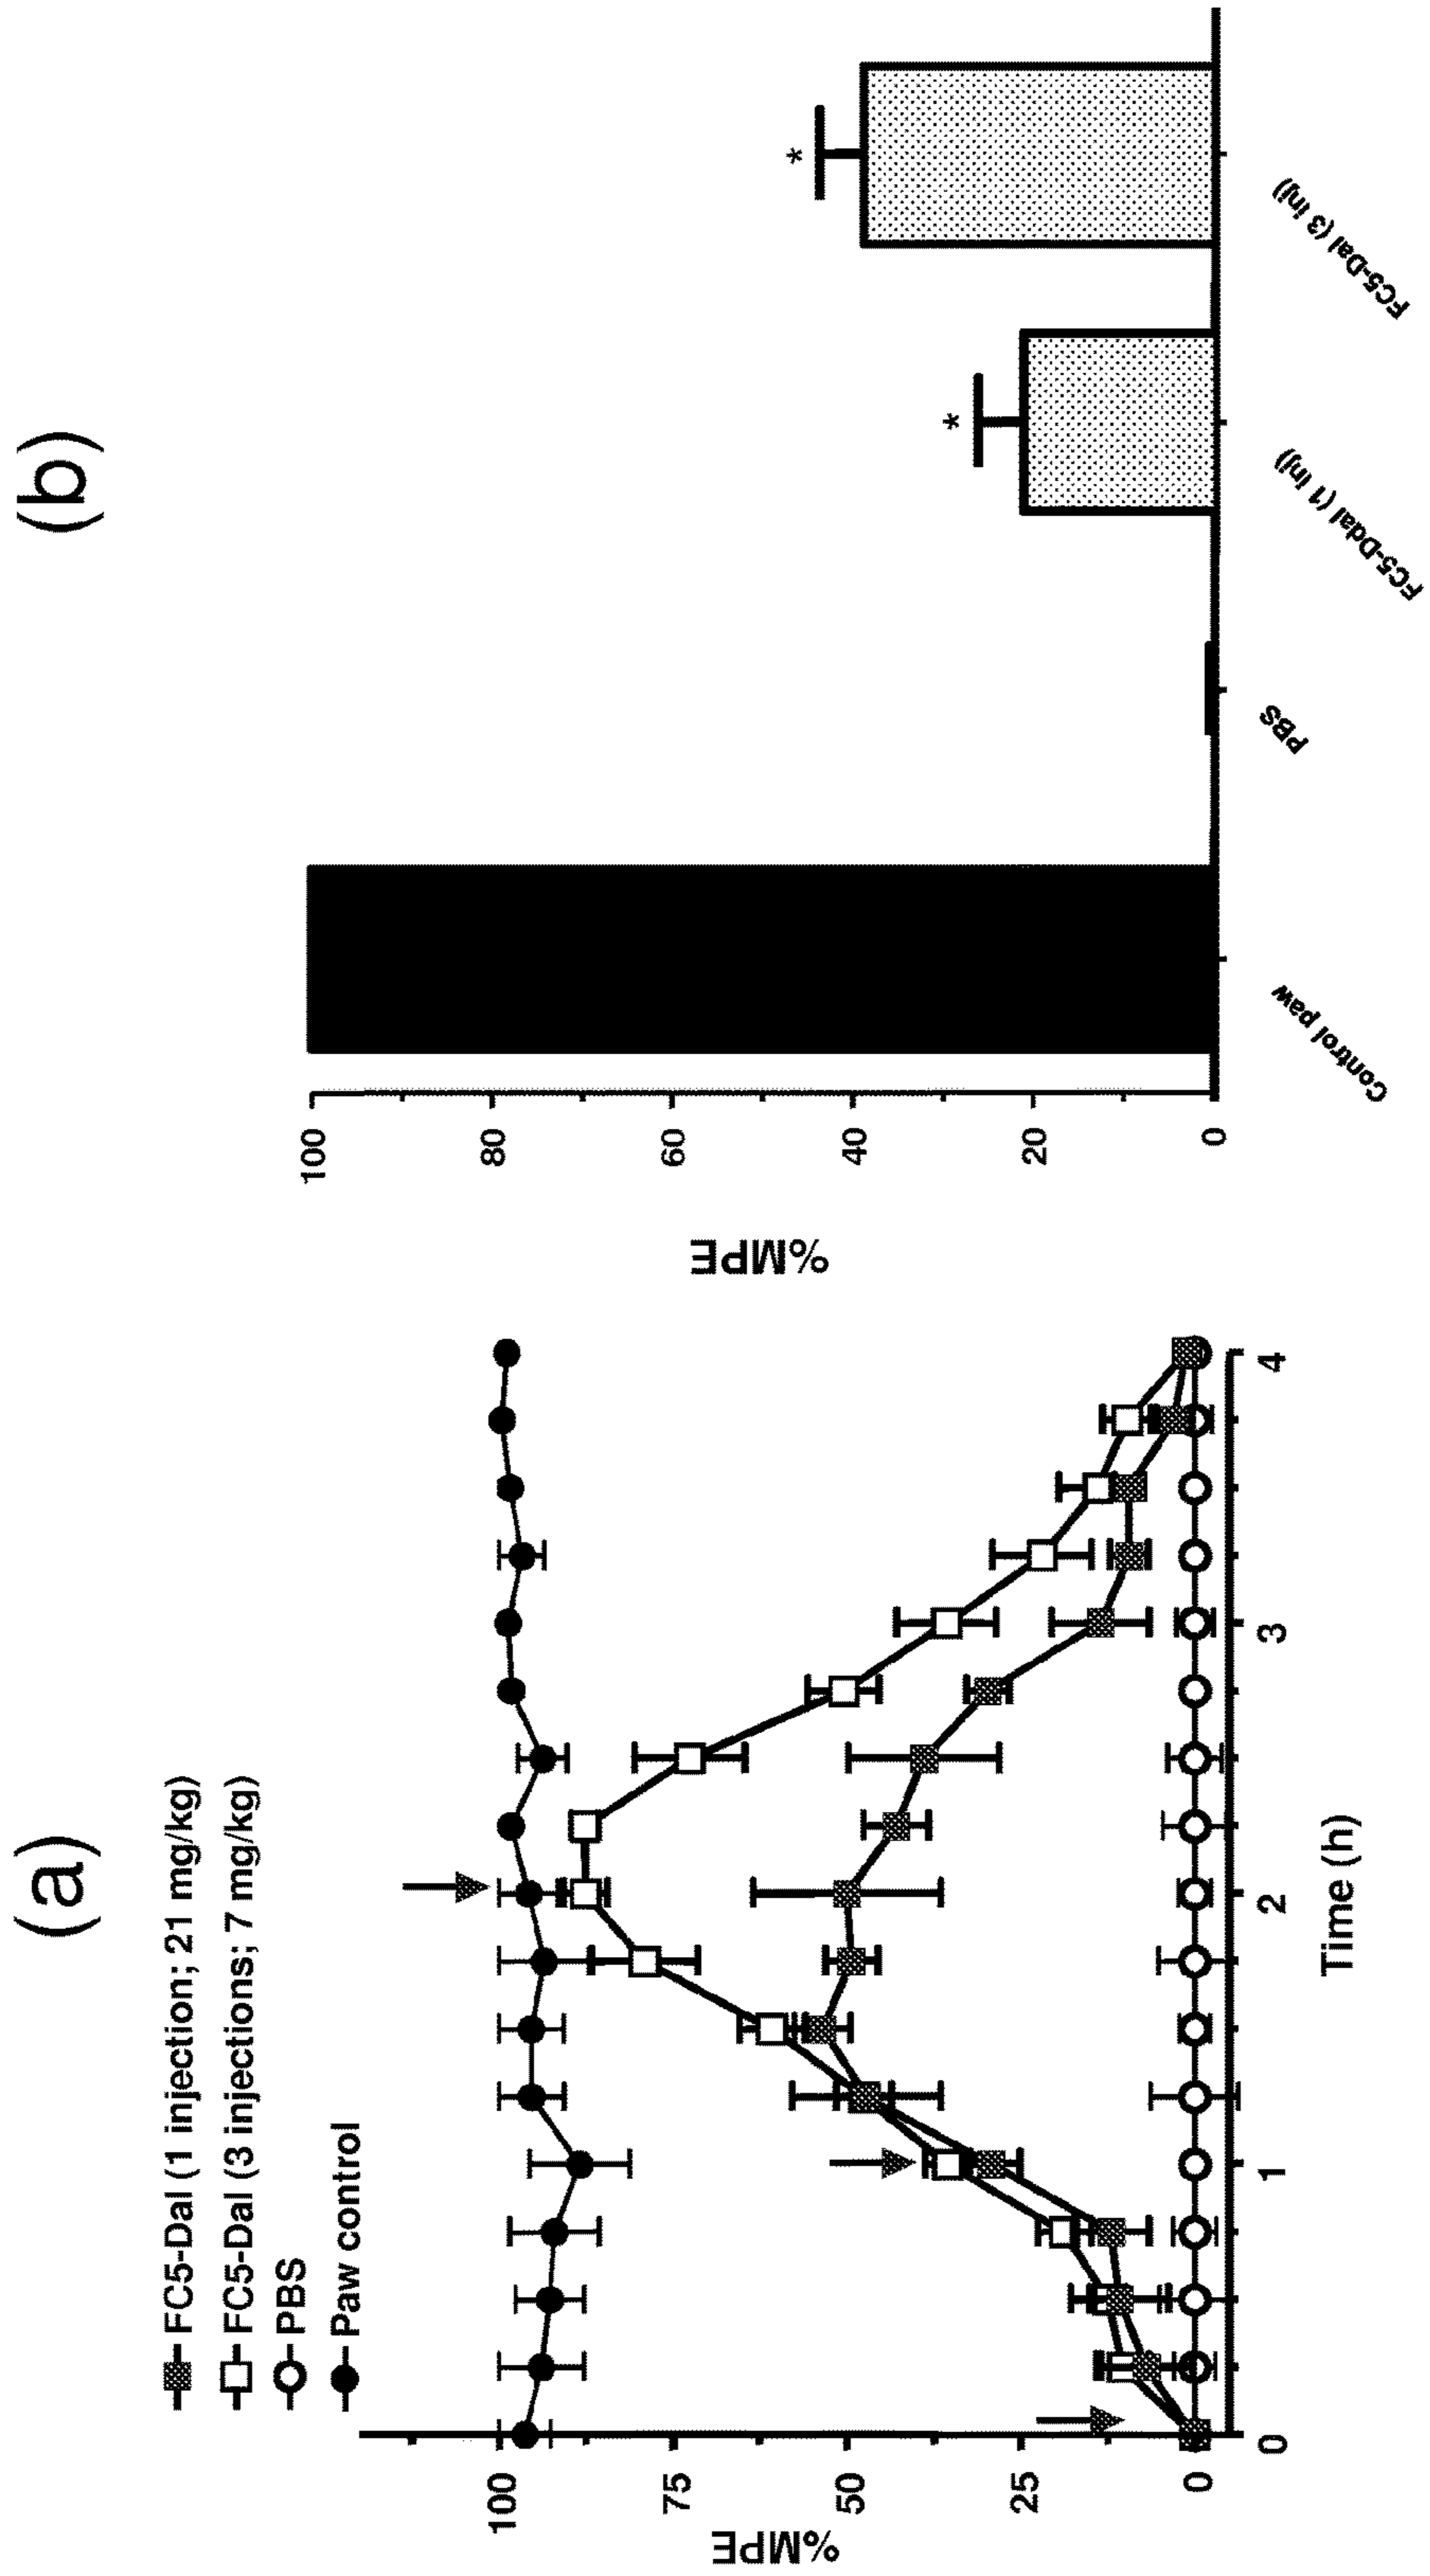 (a)
FC5-Dal (1 injection; 21 mg/kg)
FC5-Dal (3 injections; 7 mg/kg)
PBS
Paw control
%MPE
100
75
50
25
0
0
1
2
3
4
Time (h)
(b)
%MPE
100
80
60
40
20
0
*
*
Control paw
PBS
FC5-Ddal (1 inj)
FC5-Dal (3 inj)